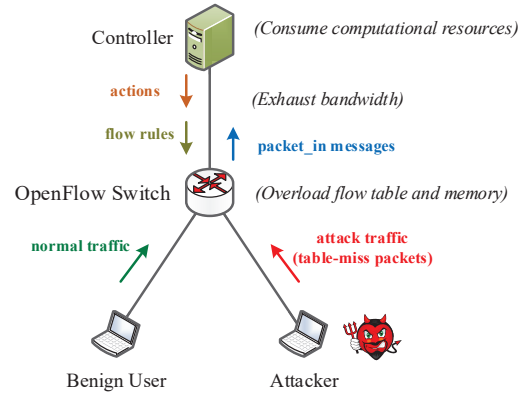 Controller
(Consume computational resources)
actions
(Exhaust bandwidth)
flow rules
packet_in messages
OpenFlow Switch
(Overload flow table and memory)
normal traffic
attack traffic
(table-miss packets)
Benign User
Attacker